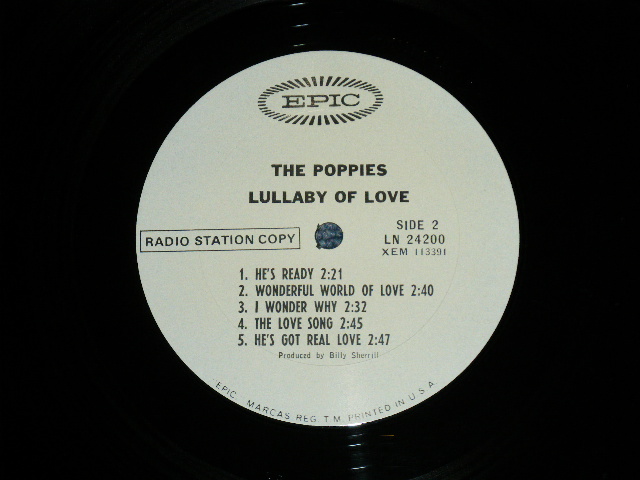 EPIC
THE POPPIES
LULLABY OF LOVE
RADIO STATION COPY
SIDE 2
LN 24200
XEM 113391
1. HE'S READY 2:21
2. WONDERFUL WORLD OF LOVE 2:40
3. I WONDER WHY 2:32
4. THE LOVE SONG 2:45
5. HE'S GOT REAL LOVE 2:47
Produced by Billy Sherrill
EPIC MARCAS REG. T.M. PRINTED IN U.S.A.